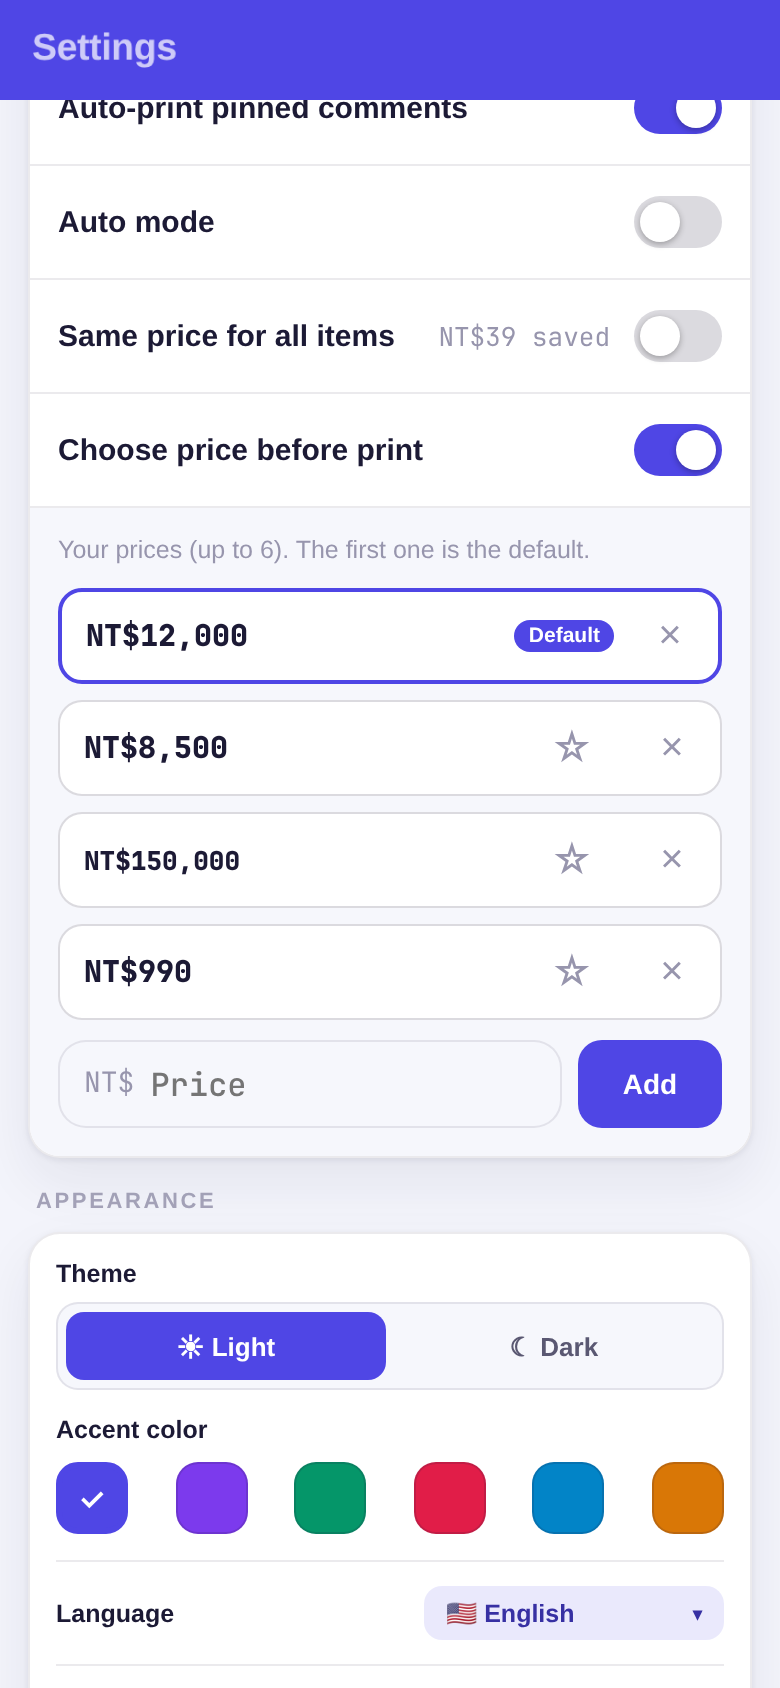 Settings
Auto-print pinned comments
Auto mode
Same price for all items NT$39 saved
Choose price before print
Your prices (up to 6). The first one is the default.
NT$12,000 Default ✕
NT$8,500 ☆ ✕
NT$150,000 ☆ ✕
NT$990 ☆ ✕
NT$ Price Add
APPEARANCE
Theme
☀ Light ☾ Dark
Accent color
Language 🇺🇸 English ▾